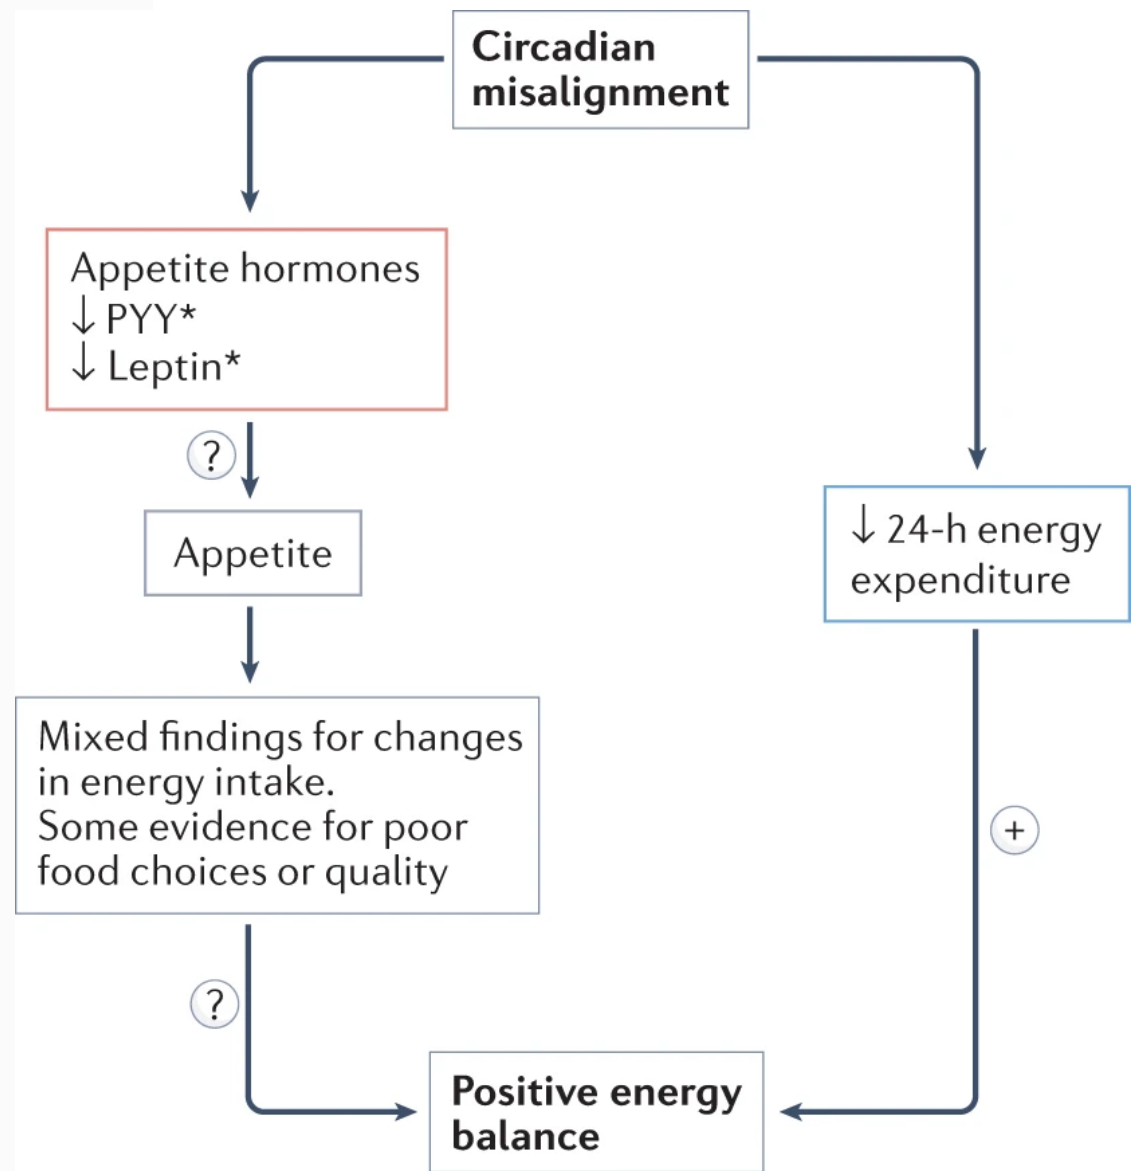 Circadian
misalignment
Appetite hormones
↓ PYY*
↓ Leptin*
?
Appetite
↓ 24-h energy
expenditure
Mixed findings for changes
in energy intake.
Some evidence for poor
food choices or quality
+
?
Positive energy
balance